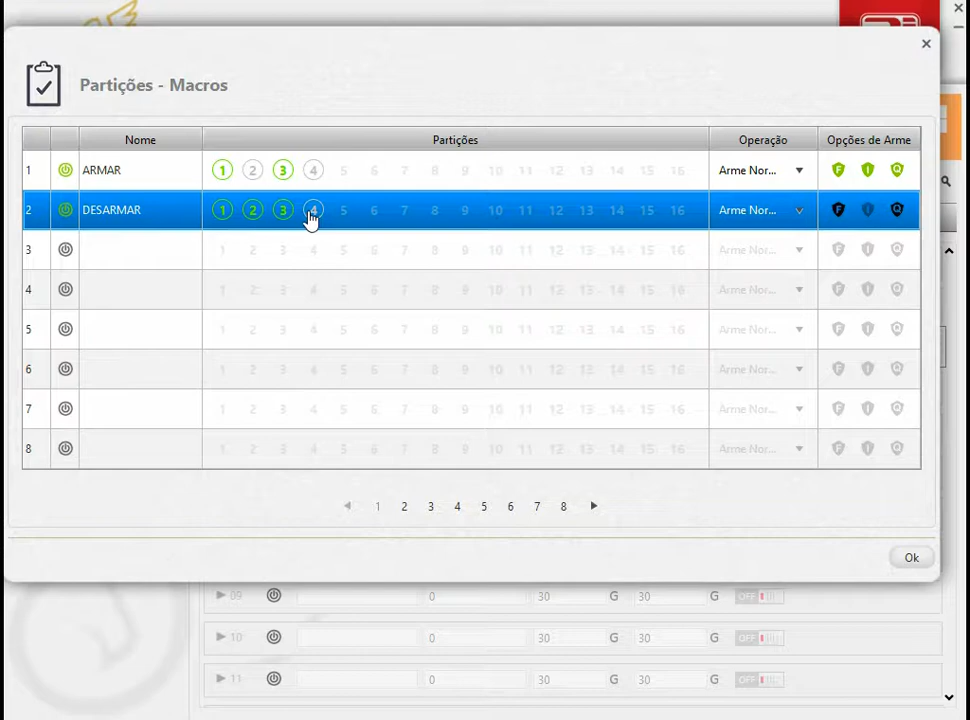 Partições - Macros
Nome Partições Operação Opções de Arme
1 ARMAR 1 2 3 4 5 6 7 8 9 10 11 12 13 14 15 16 Arme Nor... F I Q
2 DESARMAR 1 2 3 4 5 6 7 8 9 10 11 12 13 14 15 16 Arme Nor... F I Q
3 1 2 3 4 5 6 7 8 9 10 11 12 13 14 15 16 Arme Nor... F I Q
4 1 2 3 4 5 6 7 8 9 10 11 12 13 14 15 16 Arme Nor... F I Q
5 1 2 3 4 5 6 7 8 9 10 11 12 13 14 15 16 Arme Nor... F I Q
6 1 2 3 4 5 6 7 8 9 10 11 12 13 14 15 16 Arme Nor... F I Q
7 1 2 3 4 5 6 7 8 9 10 11 12 13 14 15 16 Arme Nor... F I Q
8 1 2 3 4 5 6 7 8 9 10 11 12 13 14 15 16 Arme Nor... F I Q
1 2 3 4 5 6 7 8
Ok
09 0 30 G 30 G OFF
10 0 30 G 30 G OFF
11 0 30 G 30 G OFF